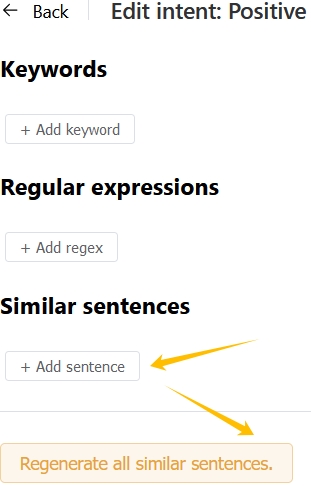 ← Back Edit intent: Positive
Keywords
+ Add keyword
Regular expressions
+ Add regex
Similar sentences
+ Add sentence
Regenerate all similar sentences.